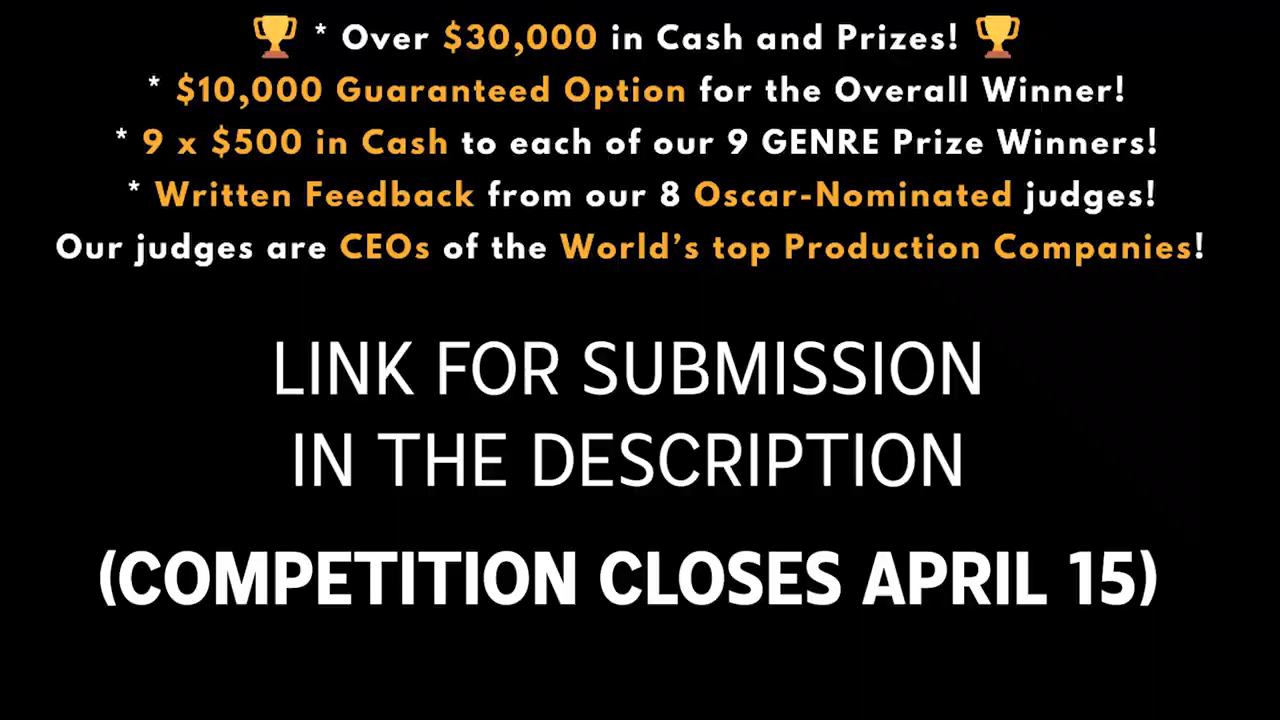 * Over $30,000 in Cash and Prizes!
* $10,000 Guaranteed Option for the Overall Winner!
* 9 x $500 in Cash to each of our 9 GENRE Prize Winners!
* Written Feedback from our 8 Oscar-Nominated judges!
Our judges are CEOs of the World’s top Production Companies!
LINK FOR SUBMISSION
IN THE DESCRIPTION
(COMPETITION CLOSES APRIL 15)